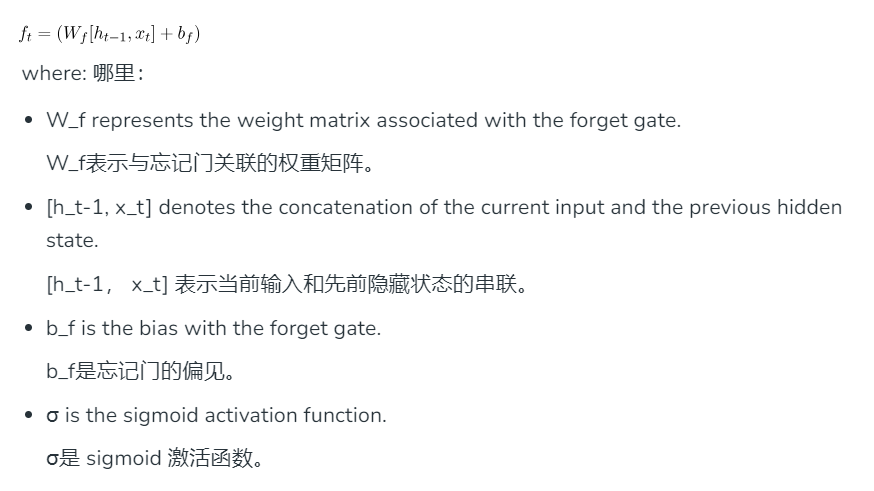 f_t = (W_f[h_{t-1}, x_t] + b_f)
where: 哪里：
• W_f represents the weight matrix associated with the forget gate.
W_f表示与忘记门关联的权重矩阵。
• [h_t-1, x_t] denotes the concatenation of the current input and the previous hidden
state.
[h_t-1， x_t] 表示当前输入和先前隐藏状态的串联。
• b_f is the bias with the forget gate.
b_f是忘记门的偏见。
• σ is the sigmoid activation function.
σ是 sigmoid 激活函数。